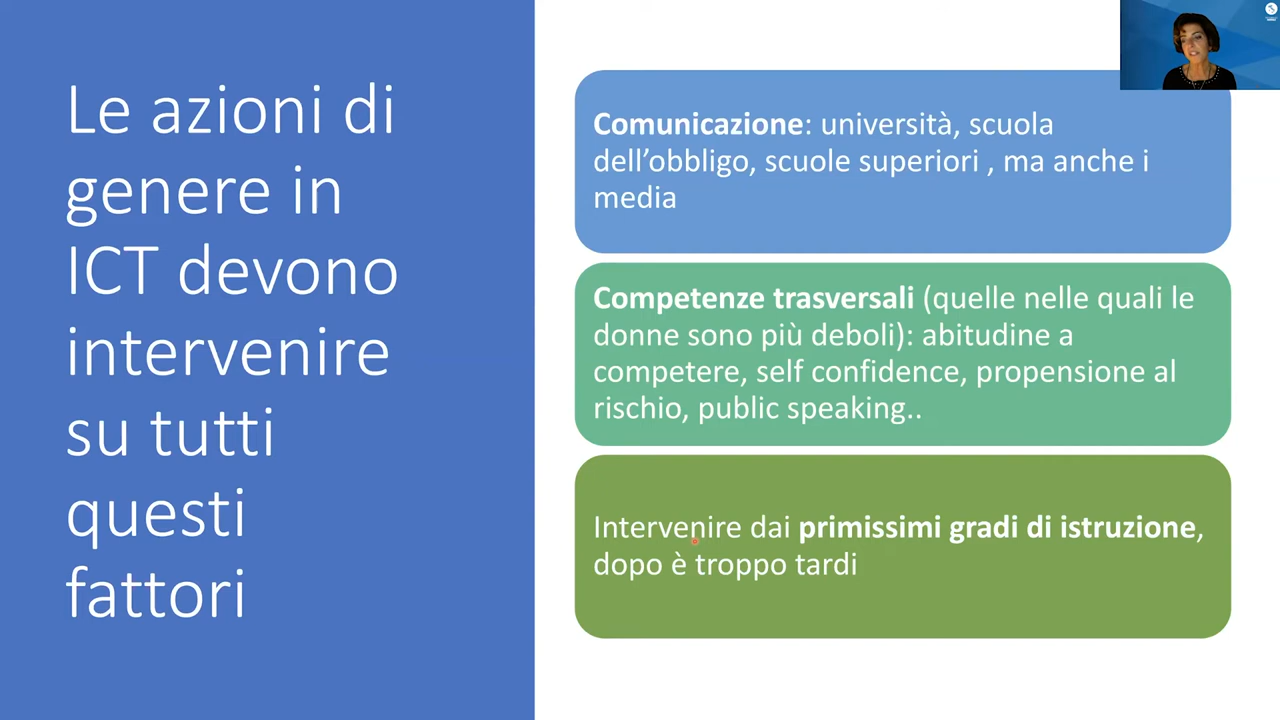 Le azioni di
genere in
ICT devono
intervenire
su tutti
questi
fattori
Comunicazione: università, scuola
dell’obbligo, scuole superiori , ma anche i
media
Competenze trasversali (quelle nelle quali le
donne sono più deboli): abitudine a
competere, self confidence, propensione al
rischio, public speaking..
Intervenire dai primissimi gradi di istruzione,
dopo è troppo tardi